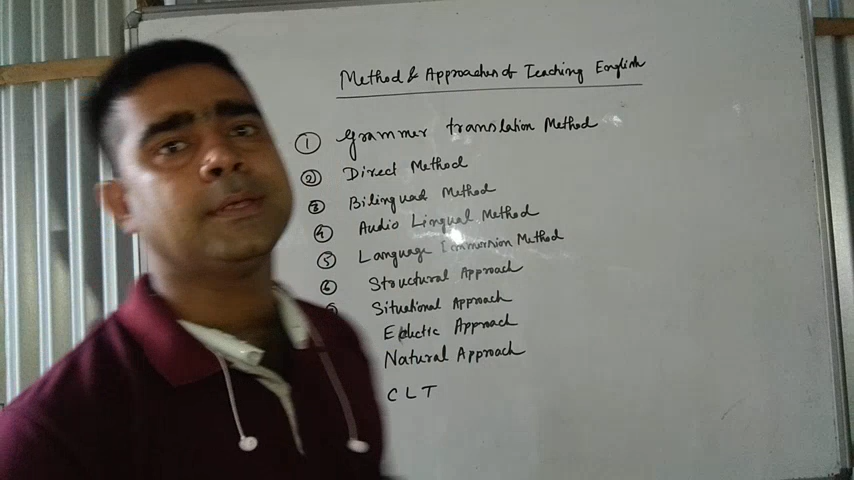 Method & Approaches of Teaching English
1 Grammer translation Method
2 Direct Method
3 Bilingual Method
4 Audio Lingual Method
5 Language Immersion Method
6 Structural Approach
Situational Approach
Eclectic Approach
Natural Approach
CLT